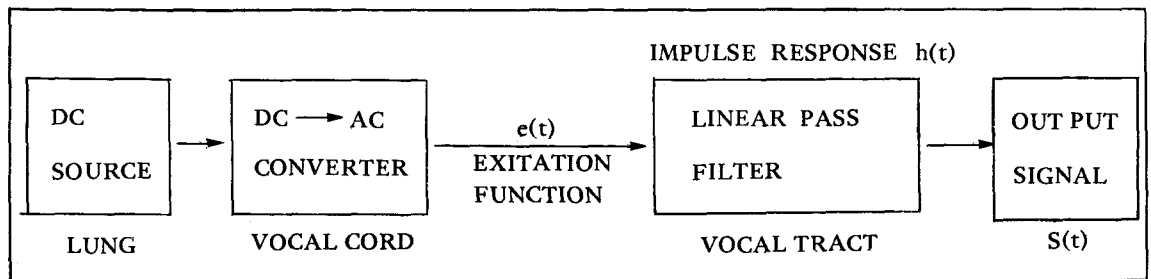 IMPULSE RESPONSE h(t)
DC
SOURCE
DC → AC
CONVERTER
e(t)
EXITATION
FUNCTION
LINEAR PASS
FILTER
OUT PUT
SIGNAL
LUNG
VOCAL CORD
VOCAL TRACT
S(t)